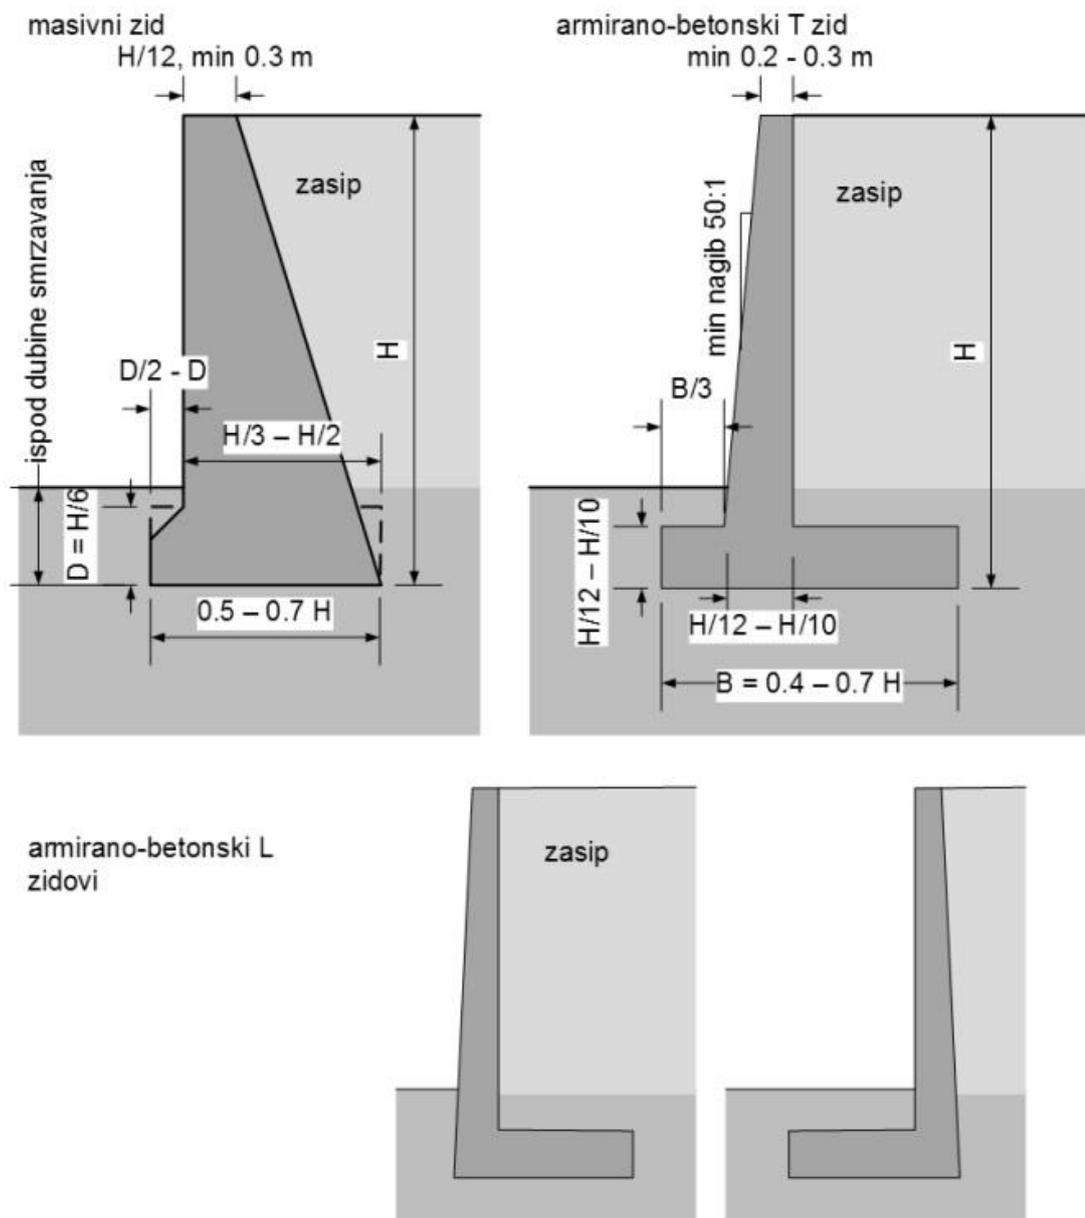 masivni zid
H/12, min 0.3 m
ispod dubine smrzavanja
zasip
H
D/2 - D
H/3 – H/2
D = H/6
0.5 – 0.7 H
armirano-betonski T zid
min 0.2 - 0.3 m
min nagib 50:1
zasip
H
B/3
H/12 – H/10
H/12 – H/10
B = 0.4 – 0.7 H
armirano-betonski L
zidovi
zasip